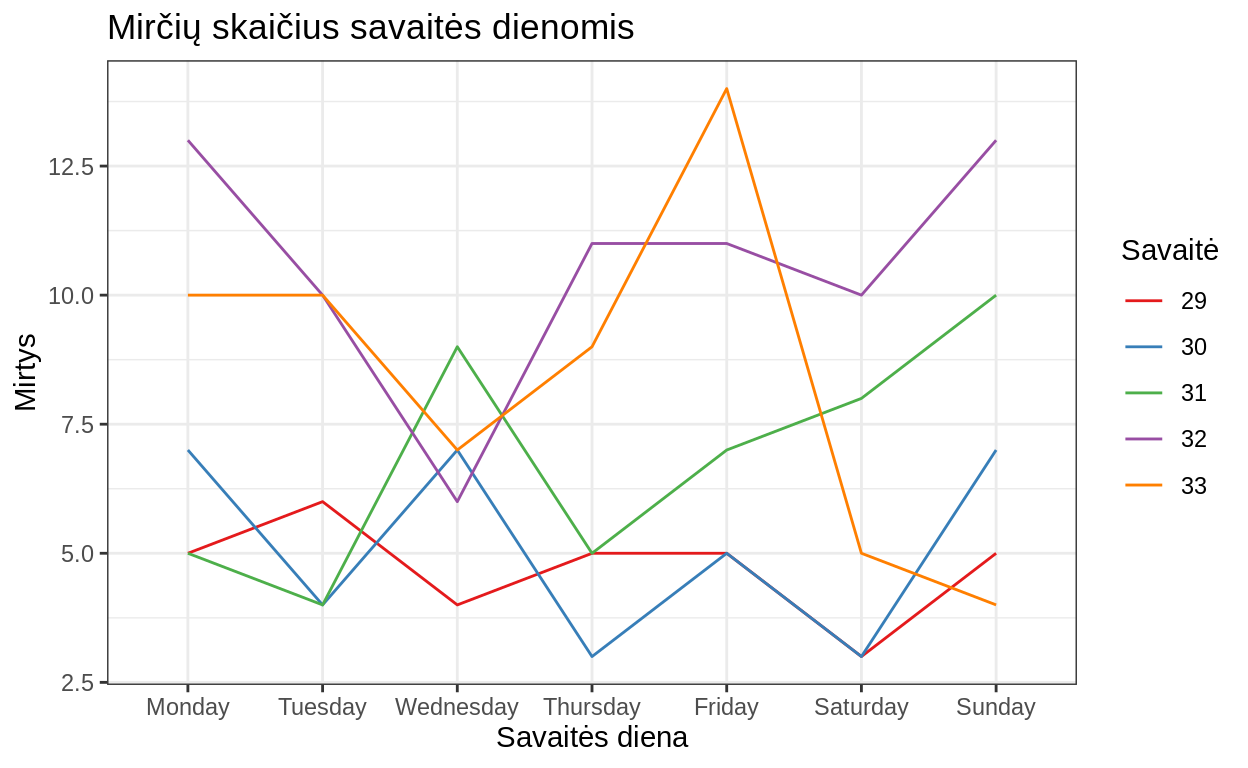 Mirčių skaičius savaitės dienomis
Mirtys
12.5
10.0
7.5
5.0
2.5
Monday Tuesday Wednesday Thursday Friday Saturday Sunday
Savaitės diena
Savaitė
29
30
31
32
33